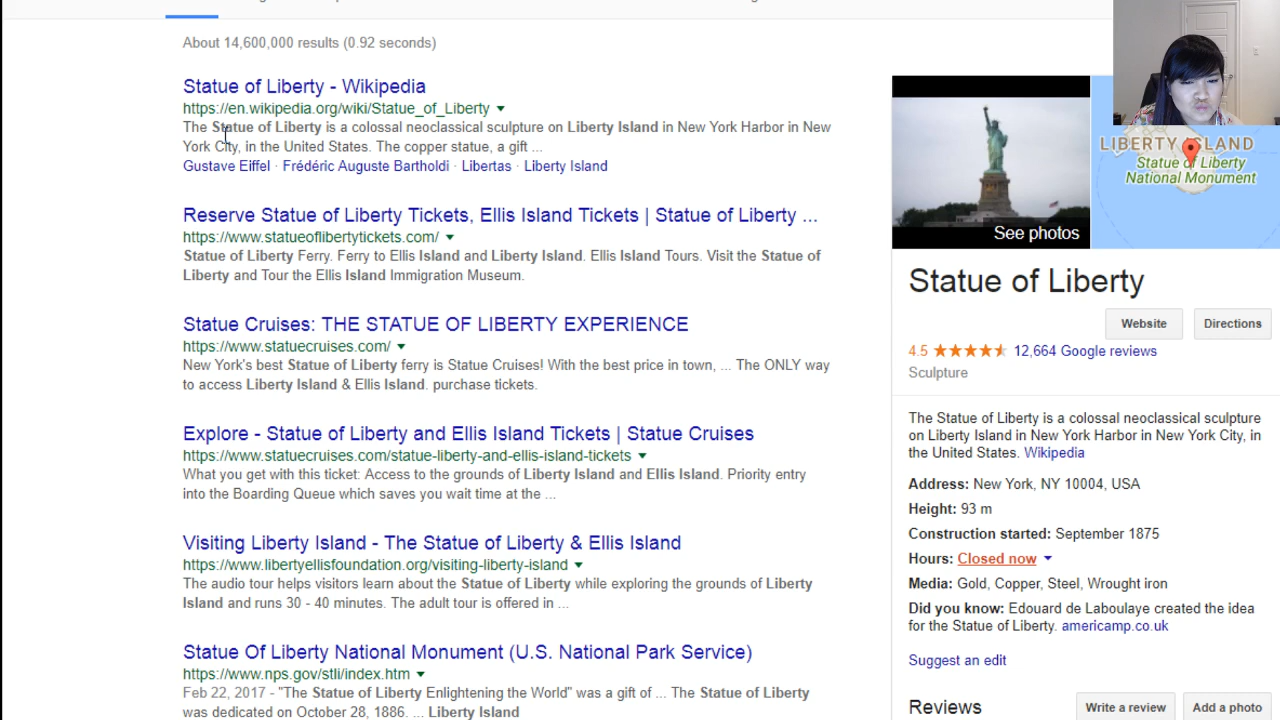 About 14,600,000 results (0.92 seconds)
Statue of Liberty - Wikipedia
https://en.wikipedia.org/wiki/Statue_of_Liberty
The Statue of Liberty is a colossal neoclassical sculpture on Liberty Island in New York Harbor in New
York City, in the United States. The copper statue, a gift ...
Gustave Eiffel · Frédéric Auguste Bartholdi · Libertas · Liberty Island
Reserve Statue of Liberty Tickets, Ellis Island Tickets | Statue of Liberty ...
https://www.statueoflibertytickets.com/
Statue of Liberty Ferry. Ferry to Ellis Island and Liberty Island. Ellis Island Tours. Visit the Statue of
Liberty and Tour the Ellis Island Immigration Museum.
Statue Cruises: THE STATUE OF LIBERTY EXPERIENCE
https://www.statuecruises.com/
New York's best Statue of Liberty ferry is Statue Cruises! With the best price in town, ... The ONLY way
to access Liberty Island & Ellis Island. purchase tickets.
Explore - Statue of Liberty and Ellis Island Tickets | Statue Cruises
https://www.statuecruises.com/statue-liberty-and-ellis-island-tickets
What you get with this ticket: Access to the grounds of Liberty Island and Ellis Island. Priority entry
into the Boarding Queue which saves you wait time at the ...
Visiting Liberty Island - The Statue of Liberty & Ellis Island
https://www.libertyellisfoundation.org/visiting-liberty-island
The audio tour helps visitors learn about the Statue of Liberty while exploring the grounds of Liberty
Island and runs 30 - 40 minutes. The adult tour is offered in ...
Statue Of Liberty National Monument (U.S. National Park Service)
https://www.nps.gov/stli/index.htm
Feb 22, 2017 - "The Statue of Liberty Enlightening the World" was a gift of ... The Statue of Liberty
was dedicated on October 28, 1886. ... Liberty Island
See photos
LIBERTY ISLAND
Statue of Liberty
National Monument
Statue of Liberty
Website
Directions
4.5 12,664 Google reviews
Sculpture
The Statue of Liberty is a colossal neoclassical sculpture
on Liberty Island in New York Harbor in New York City, in
the United States. Wikipedia
Address: New York, NY 10004, USA
Height: 93 m
Construction started: September 1875
Hours: Closed now
Media: Gold, Copper, Steel, Wrought iron
Did you know: Edouard de Laboulaye created the idea
for the Statue of Liberty. americamp.co.uk
Suggest an edit
Reviews
Write a review
Add a photo